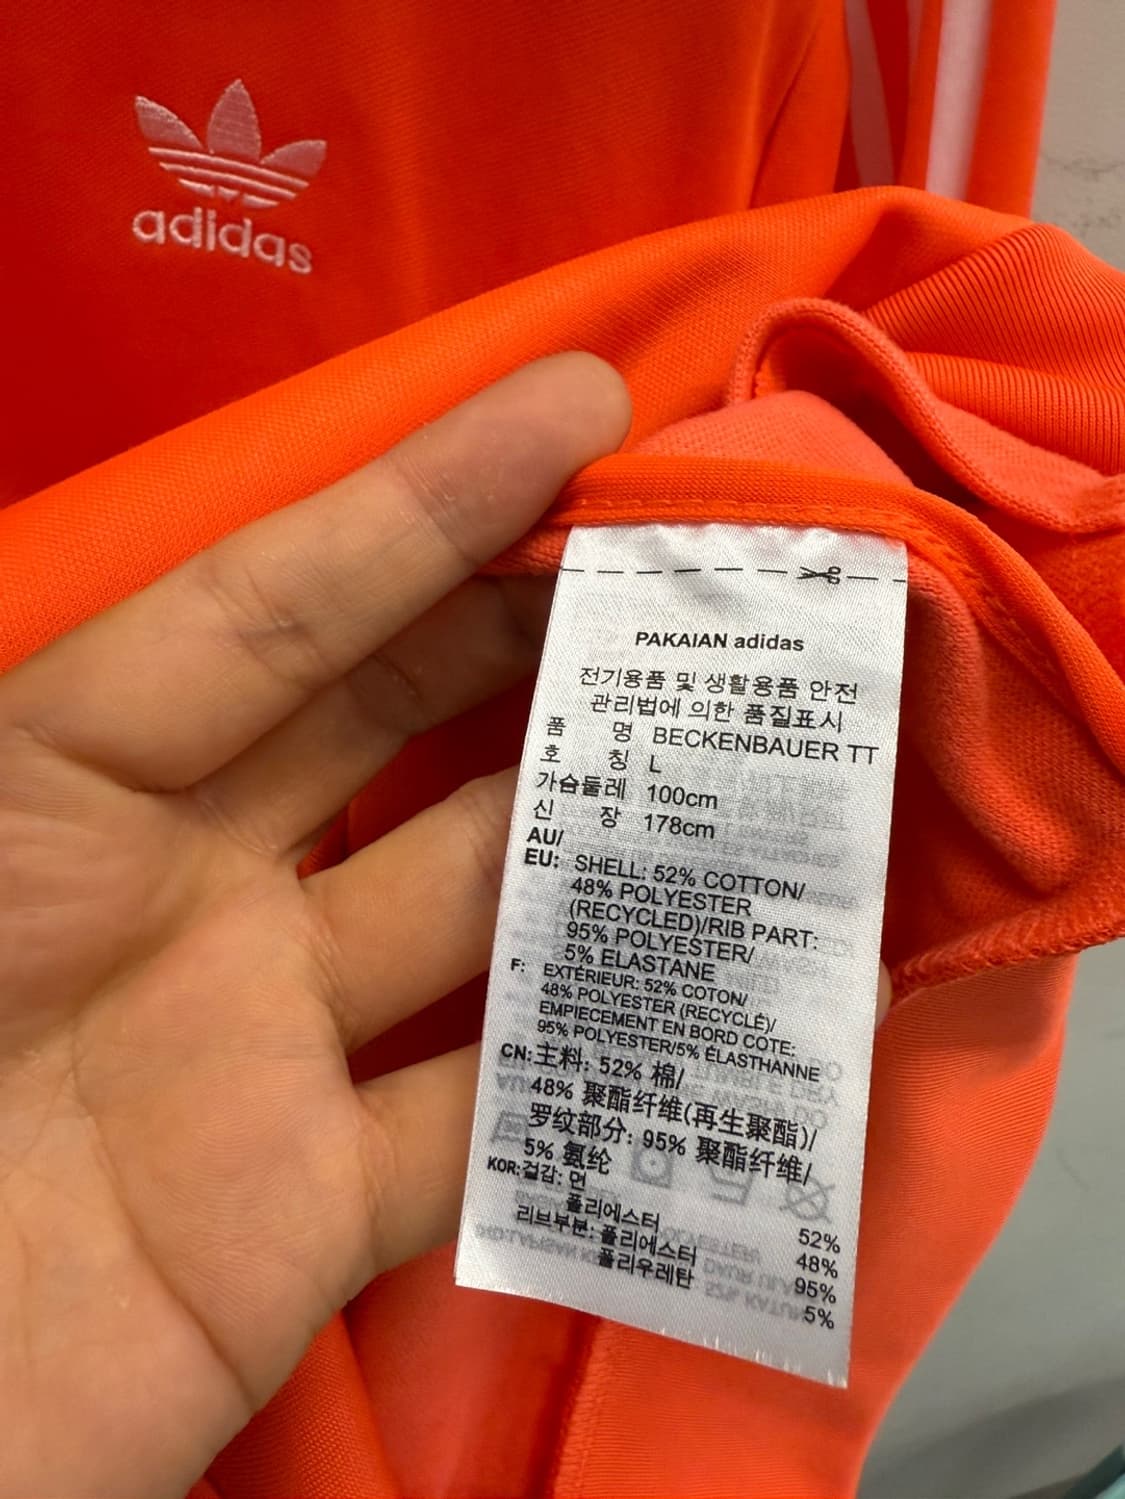 adidas
PAKAIAN adidas
전기용품 및 생활용품 안전
관리법에 의한 품질표시
품 명 BECKENBAUER TT
호 칭 L
가슴둘레 100cm
신 장 178cm
AU/
EU: SHELL: 52% COTTON/
48% POLYESTER
(RECYCLED)/RIB PART:
95% POLYESTER/
5% ELASTANE
F: EXTÉRIEUR: 52% COTON/
48% POLYESTER (RECYCLÉ)/
EMPIECEMENT EN BORD COTE:
95% POLYESTER/5% ÉLASTHANNE
CN: 主料: 52% 棉/
48% 聚酯纤维(再生聚酯)/
罗纹部分: 95% 聚酯纤维/
5% 氨纶
KOR: 겉감: 면 52%
폴리에스터 48%
리브부분: 폴리에스터 95%
폴리우레탄 5%